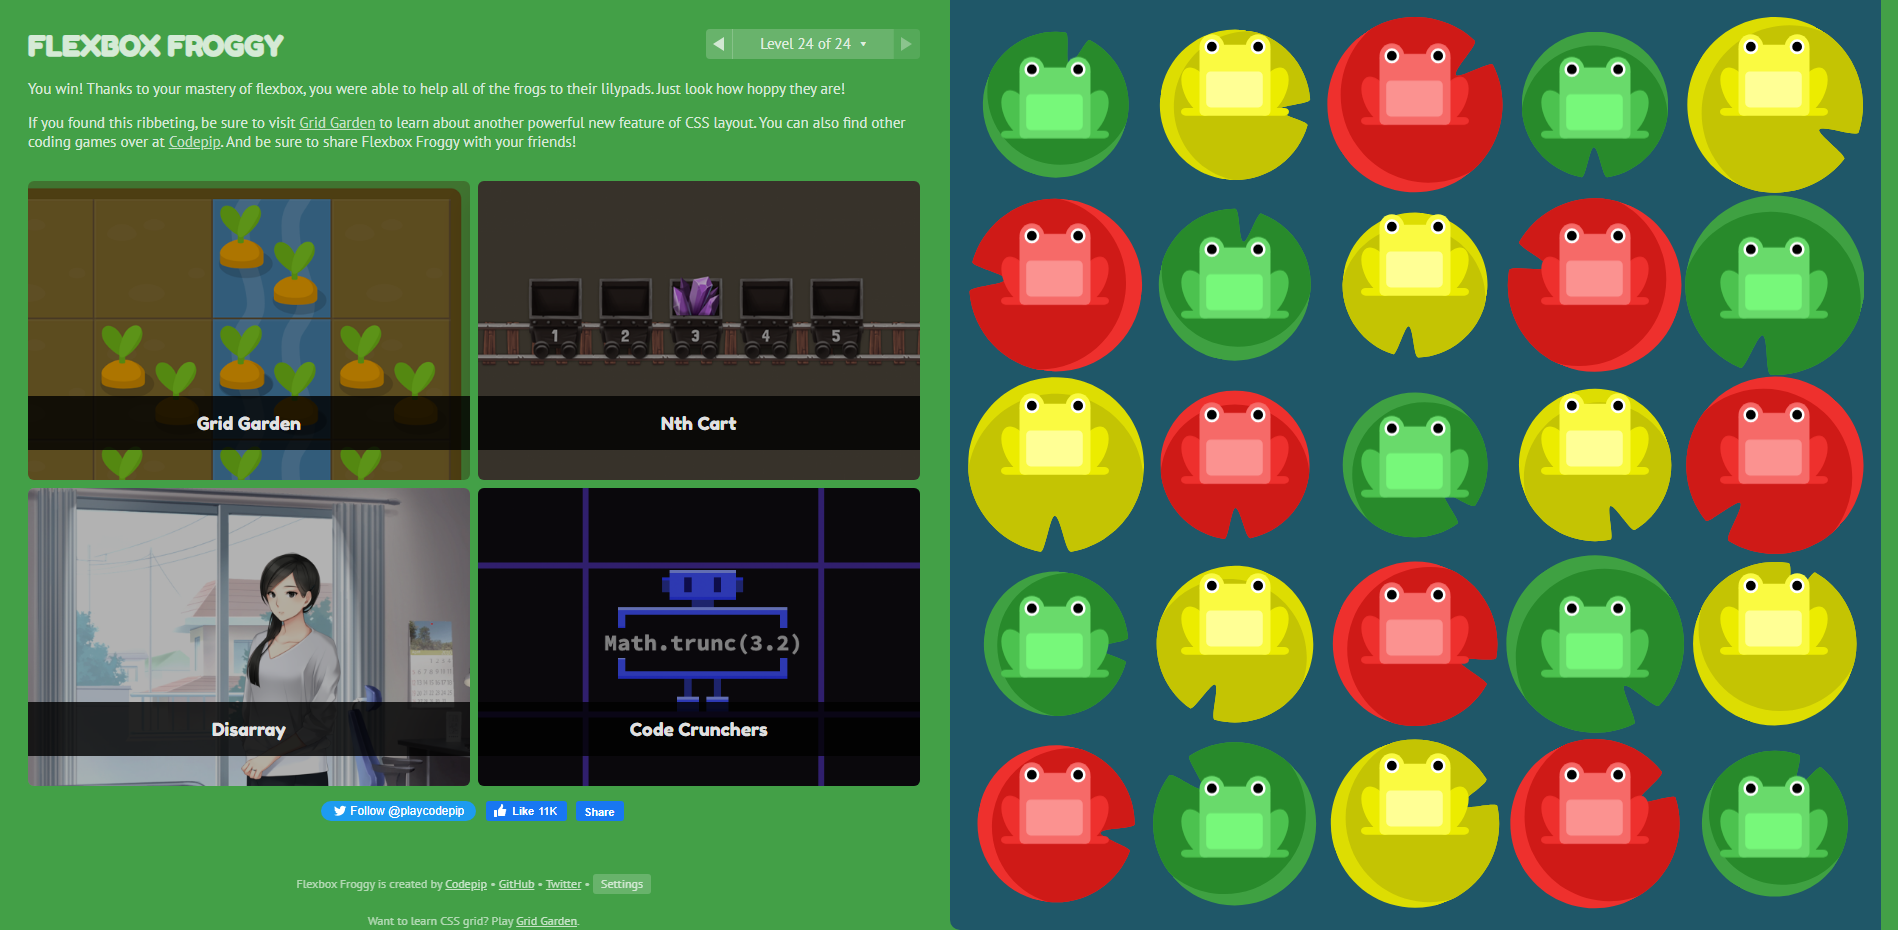 FLEXBOX FROGGY
Level 24 of 24
You win! Thanks to your mastery of flexbox, you were able to help all of the frogs to their lilypads. Just look how hoppy they are!
If you found this ribbeting, be sure to visit Grid Garden to learn about another powerful new feature of CSS layout. You can also find other
coding games over at Codepip. And be sure to share Flexbox Froggy with your friends!
1 2 3 4 5
Grid Garden
Nth Cart
Math.trunc(3.2)
Disarray
Code Crunchers
Follow @playcodepip
Like 11K
Share
Flexbox Froggy is created by Codepip • GitHub • Twitter • Settings
Want to learn CSS grid? Play Grid Garden.